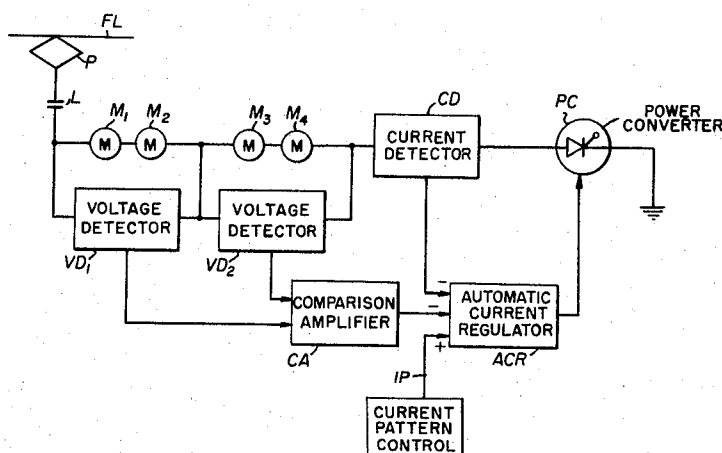 FL
P
L
M1 M2 M3 M4
M M M M
CD
CURRENT
DETECTOR
PC
POWER
CONVERTER
VOLTAGE
DETECTOR
VD1
VOLTAGE
DETECTOR
VD2
COMPARISON
AMPLIFIER
CA
-
-
+
AUTOMATIC
CURRENT
REGULATOR
ACR
IP
CURRENT
PATTERN
CONTROL